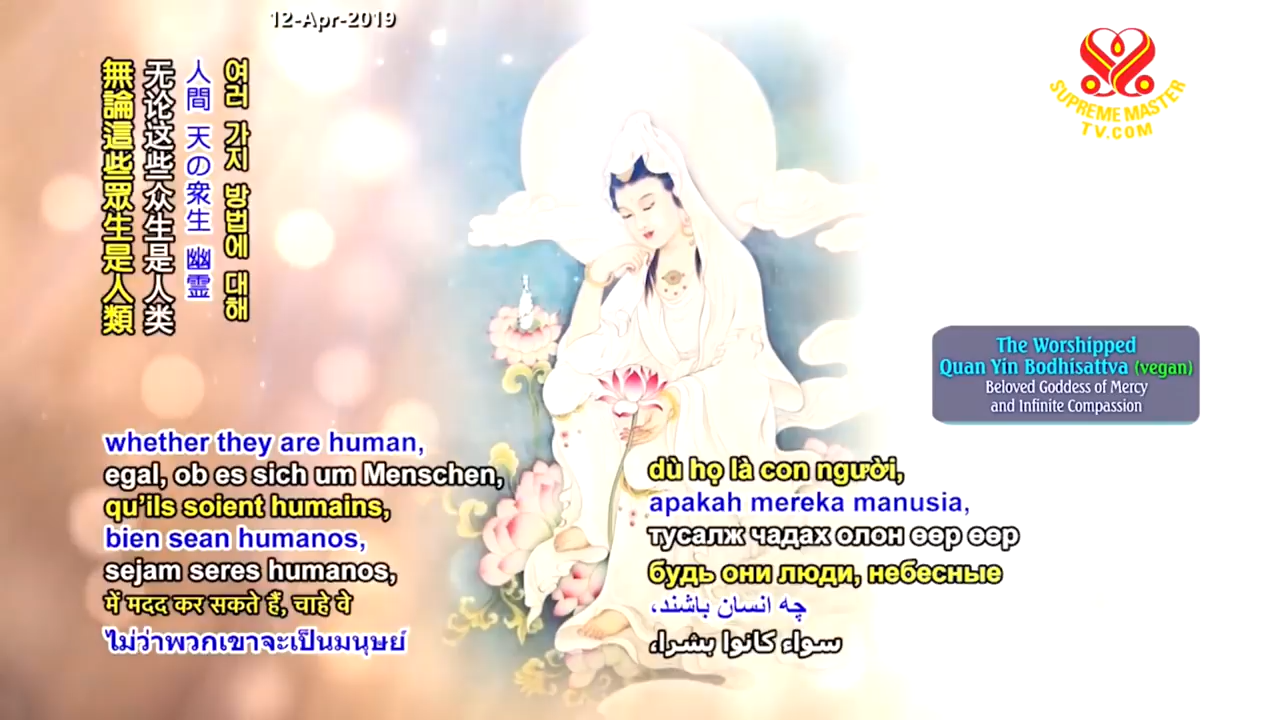 12-Apr-2019
無論這些眾生是人類
无论这些众生是人类
人間 天の衆生 幽霊
여러 가지 방법에 대해
SUPREME MASTER
TV.COM
The Worshipped
Quan Yin Bodhisattva (vegan)
Beloved Goddess of Mercy
and Infinite Compassion
whether they are human,
egal, ob es sich um Menschen,
qu’ils soient humains,
bien sean humanos,
sejam seres humanos,
में मदद कर सकते हैं, चाहे वे
ไม่ว่าพวกเขาจะเป็นมนุษย์
dù họ là con người,
apakah mereka manusia,
тусалж чадах олон өөр өөр
будь они люди, небесные
چه انسان باشند،
سواء كانوا بشرا،